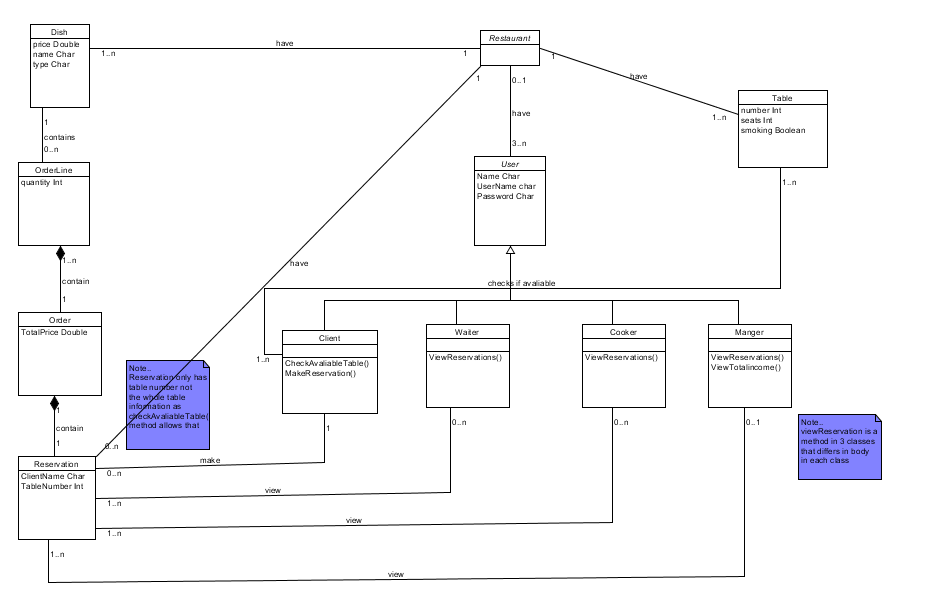 Dish
price Double
name Char
type Char
1..n
have
1
Restaurant
1
have
1..n
Table
number Int
seats Int
smoking Boolean
1..n
1
0..1
have
3..n
User
Name Char
UserName char
Password Char
1
contains
0..n
OrderLine
quantity Int
1..n
contain
1
Order
TotalPrice Double
1
contain
1
have
0..n
checks if avaliable
1..n
Note..
Reservation only has
table number not
the whole table
information as
checkAvaliableTable(
method allows that
Client
CheckAvaliableTable()
MakeReservation()
Waiter
ViewReservations()
Cooker
ViewReservations()
Manger
ViewReservations()
ViewTotalincome()
Note..
viewReservation is a
method in 3 classes
that differs in body
in each class
Reservation
ClientName Char
TableNumber Int
0..n
make
1
1..n
view
0..n
1..n
view
0..n
1..n
view
0..1